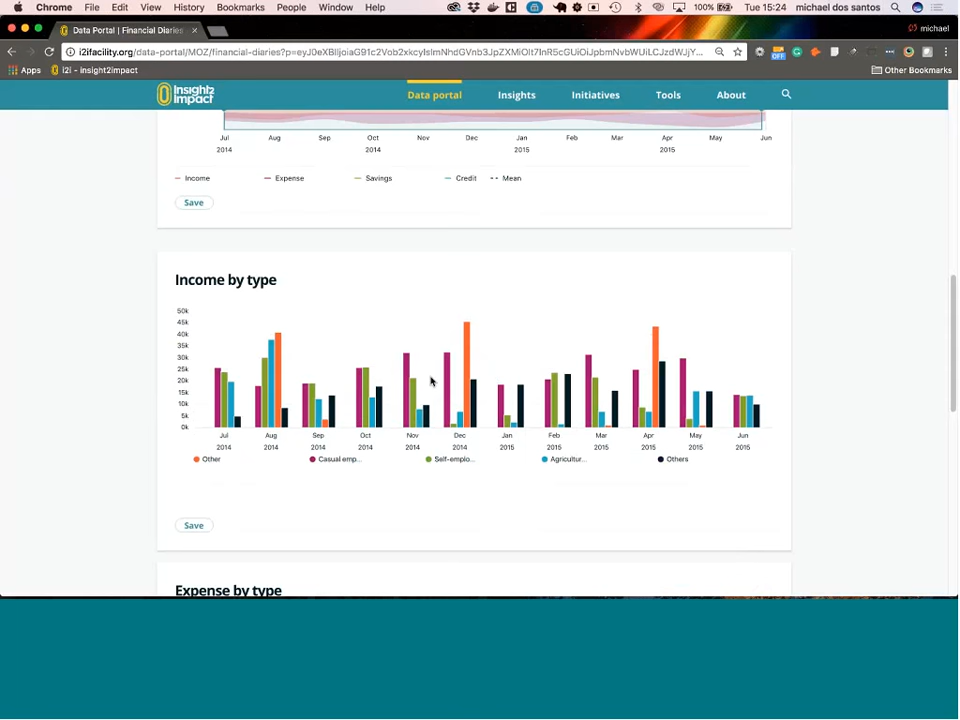 Chrome File Edit View History Bookmarks People Window Help 100% Tue 15:24 michael dos santos
Data Portal | Financial Diaries × michael
i2ifacility.org/data-portal/MOZ/financial-diaries?
Apps i2i - insight2impact Other Bookmarks
Insight2 Impact Data portal Insights Initiatives Tools About
Jul Aug Sep Oct Nov Dec Jan Feb Mar Apr May Jun
2014 2014 2015 2015
Income Expense Savings Credit Mean
Save
Income by type
50k
45k
40k
35k
30k
25k
20k
15k
10k
5k
0k
Jul Aug Sep Oct Nov Dec Jan Feb Mar Apr May Jun
2014 2014 2014 2014 2014 2014 2015 2015 2015 2015 2015 2015
Other Casual emp... Self-emplo... Agricultur... Others
Save
Expense by type